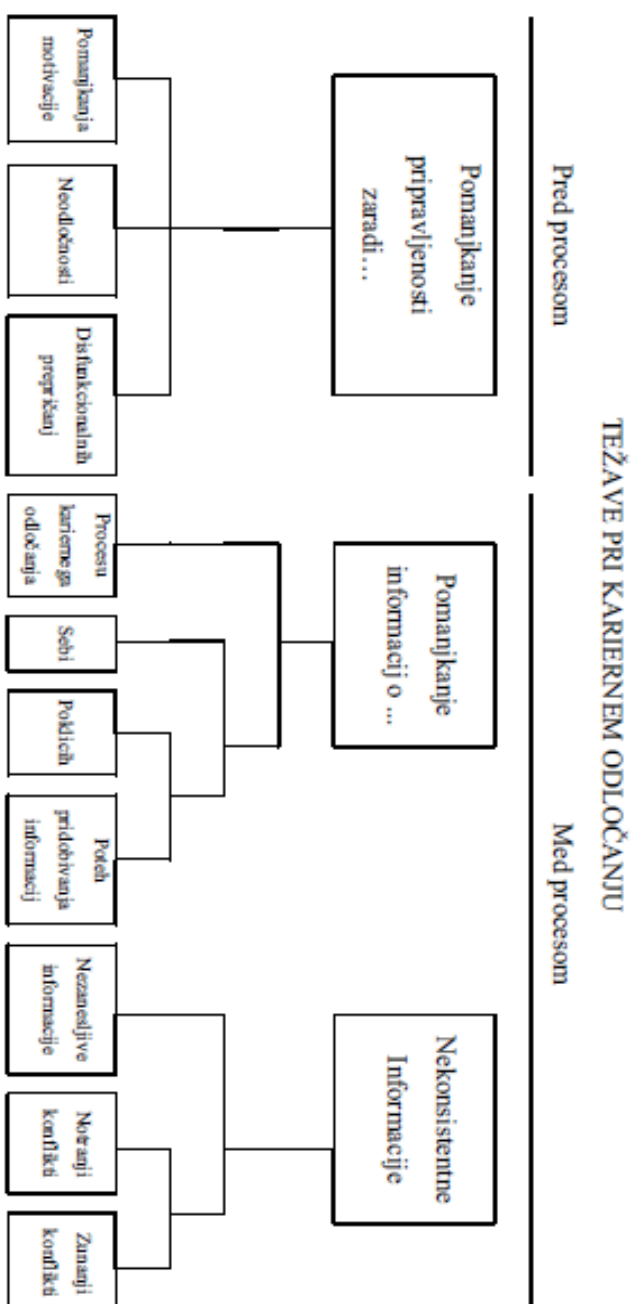 TEŽAVE PRI KARIERNEM ODLOČANJU
Pred procesom
Med procesom
Pomanjkanje
pripravljenosti
zaradi…
Pomanjkanje
informacij o …
Nekonsistentne
Informacije
Pomanjkanja
motivacije
Neodločnosti
Disfunkcionalnih
prepričanj
Procesu
kariernega
odločanja
Sebi
Poklicih
Poteh
pridobivanja
informacij
Nezanesljive
informacije
Notranji
konflikti
Zunanji
konflikti